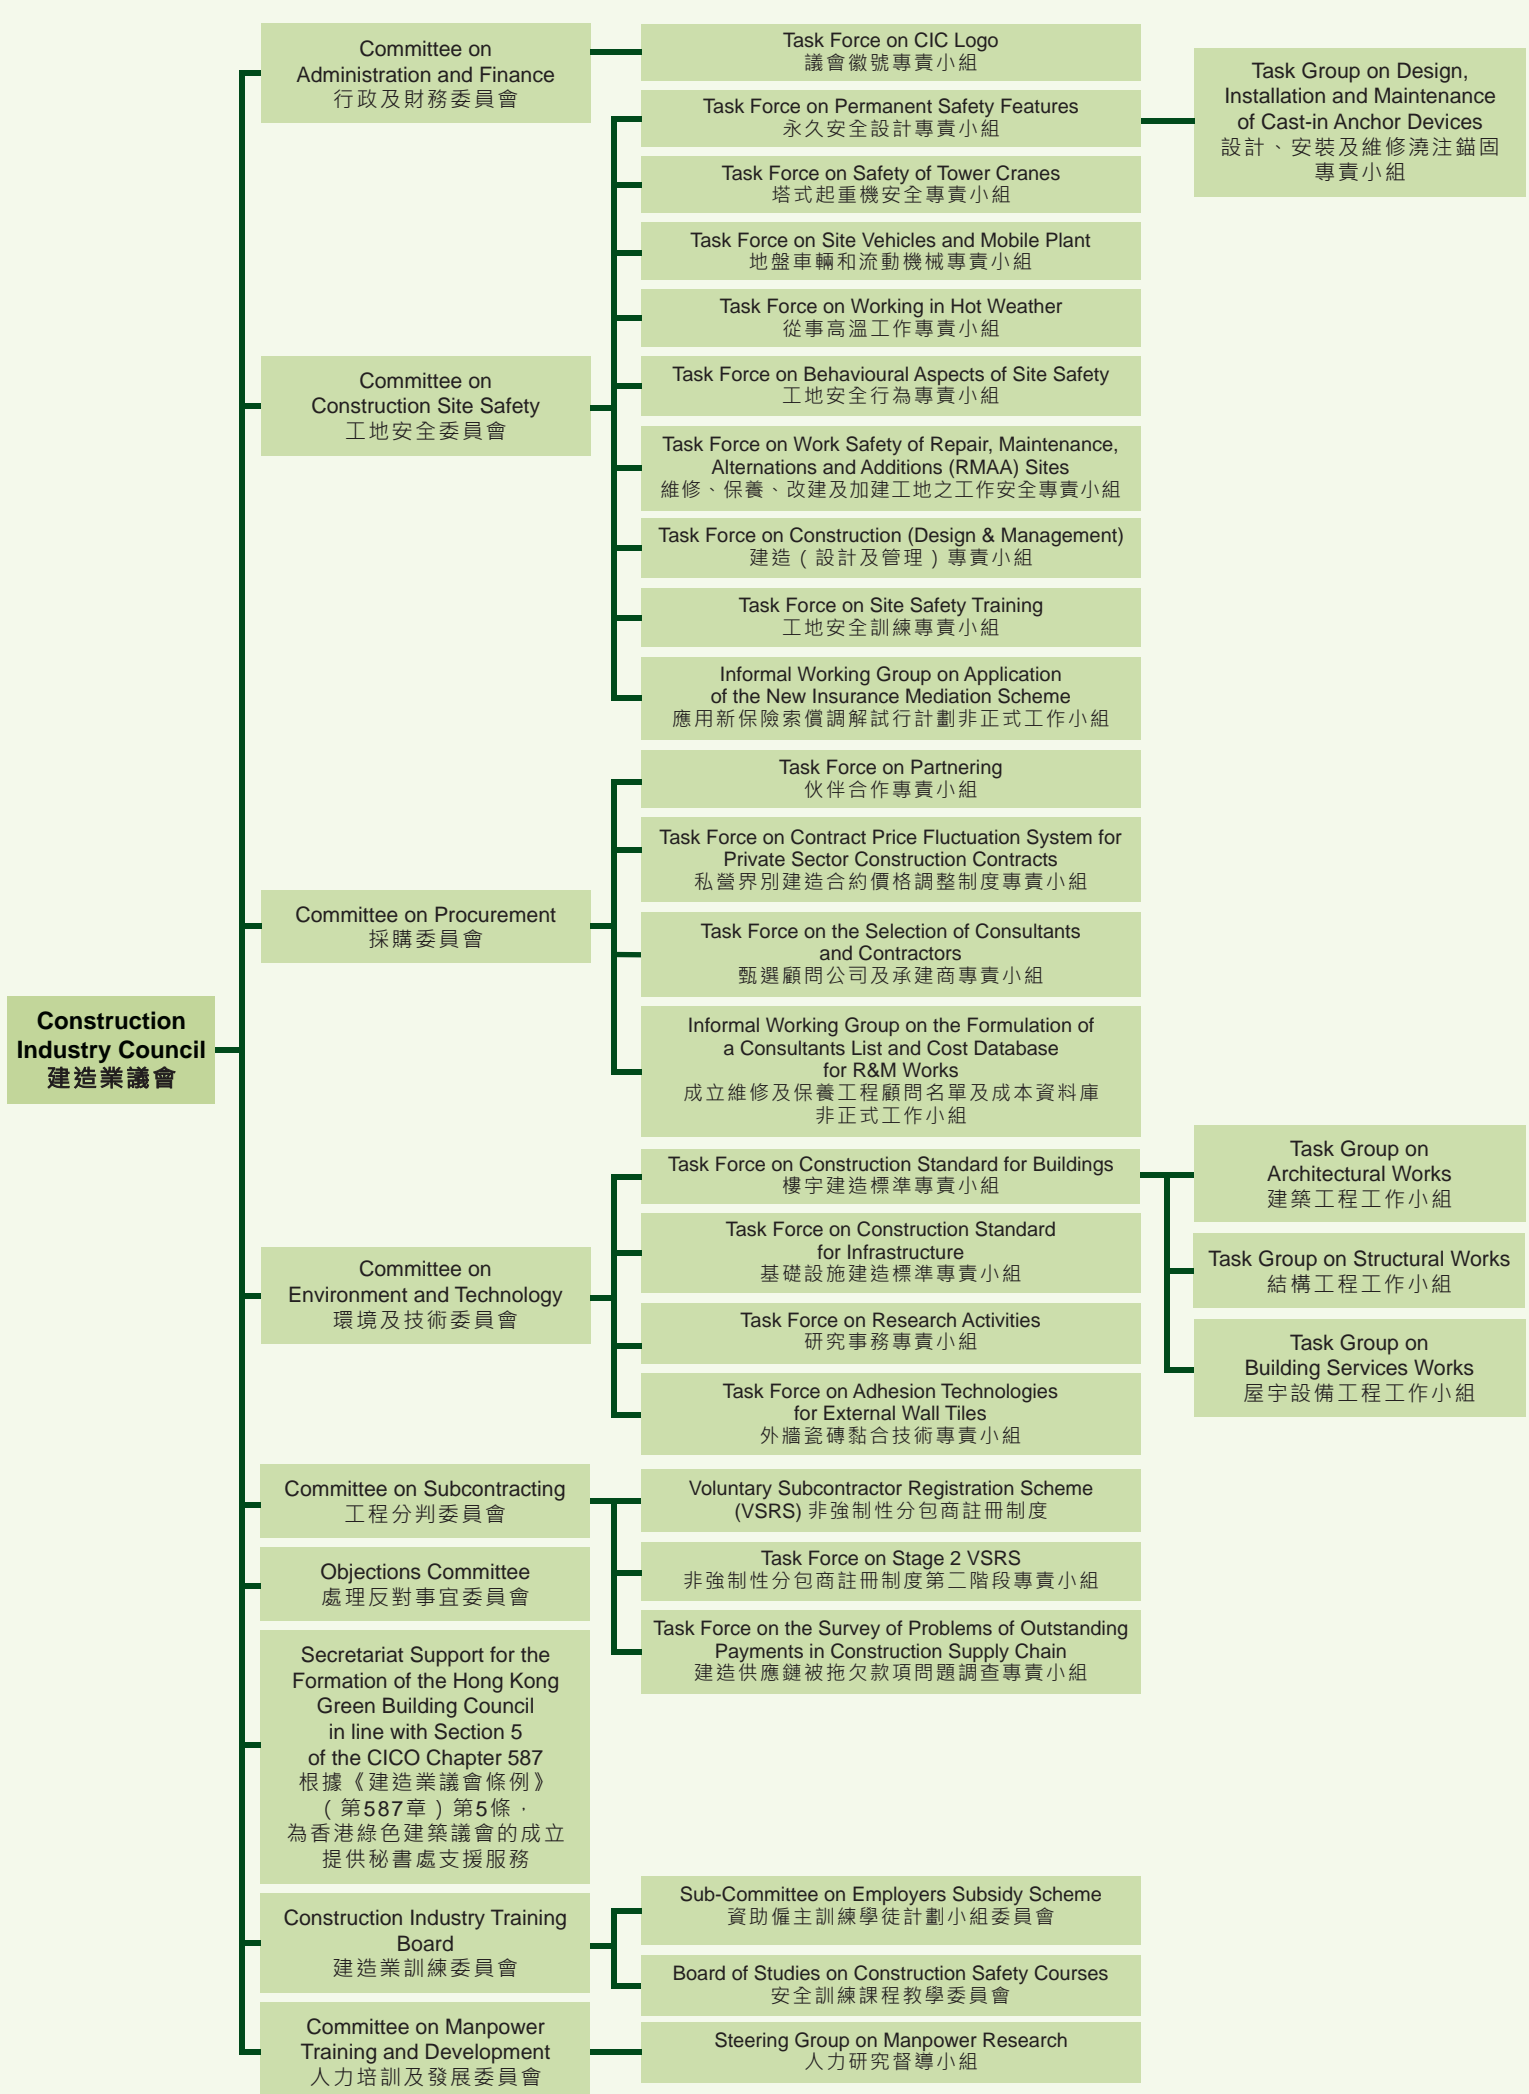 Construction
Industry Council
建造業議會
Committee on
Administration and Finance
行政及財務委員會
Task Force on CIC Logo
議會徽號專責小組
Committee on
Construction Site Safety
工地安全委員會
Task Force on Permanent Safety Features
永久安全設計專責小組
Task Group on Design,
Installation and Maintenance
of Cast-in Anchor Devices
設計、安裝及維修澆注錨固
專責小組
Task Force on Safety of Tower Cranes
塔式起重機安全專責小組
Task Force on Site Vehicles and Mobile Plant
地盤車輛和流動機械專責小組
Task Force on Working in Hot Weather
從事高溫工作專責小組
Task Force on Behavioural Aspects of Site Safety
工地安全行為專責小組
Task Force on Work Safety of Repair, Maintenance,
Alternations and Additions (RMAA) Sites
維修、保養、改建及加建工地之工作安全專責小組
Task Force on Construction (Design & Management)
建造（設計及管理）專責小組
Task Force on Site Safety Training
工地安全訓練專責小組
Informal Working Group on Application
of the New Insurance Mediation Scheme
應用新保險索償調解試行計劃非正式工作小組
Committee on Procurement
採購委員會
Task Force on Partnering
伙伴合作專責小組
Task Force on Contract Price Fluctuation System for
Private Sector Construction Contracts
私營界別建造合約價格調整制度專責小組
Task Force on the Selection of Consultants
and Contractors
甄選顧問公司及承建商專責小組
Informal Working Group on the Formulation of
a Consultants List and Cost Database
for R&M Works
成立維修及保養工程顧問名單及成本資料庫
非正式工作小組
Committee on
Environment and Technology
環境及技術委員會
Task Force on Construction Standard for Buildings
樓宇建造標準專責小組
Task Group on
Architectural Works
建築工程工作小組
Task Group on Structural Works
結構工程工作小組
Task Group on
Building Services Works
屋宇設備工程工作小組
Task Force on Construction Standard
for Infrastructure
基礎設施建造標準專責小組
Task Force on Research Activities
研究事務專責小組
Task Force on Adhesion Technologies
for External Wall Tiles
外牆瓷磚黏合技術專責小組
Committee on Subcontracting
工程分判委員會
Voluntary Subcontractor Registration Scheme
(VSRS) 非強制性分包商註冊制度
Task Force on Stage 2 VSRS
非強制性分包商註冊制度第二階段專責小組
Task Force on the Survey of Problems of Outstanding
Payments in Construction Supply Chain
建造供應鏈被拖欠款項問題調查專責小組
Objections Committee
處理反對事宜委員會
Secretariat Support for the
Formation of the Hong Kong
Green Building Council
in line with Section 5
of the CICO Chapter 587
根據《建造業議會條例》
（第587章）第5條，
為香港綠色建築議會的成立
提供秘書處支援服務
Construction Industry Training
Board
建造業訓練委員會
Sub-Committee on Employers Subsidy Scheme
資助僱主訓練學徒計劃小組委員會
Board of Studies on Construction Safety Courses
安全訓練課程教學委員會
Committee on Manpower
Training and Development
人力培訓及發展委員會
Steering Group on Manpower Research
人力研究督導小組